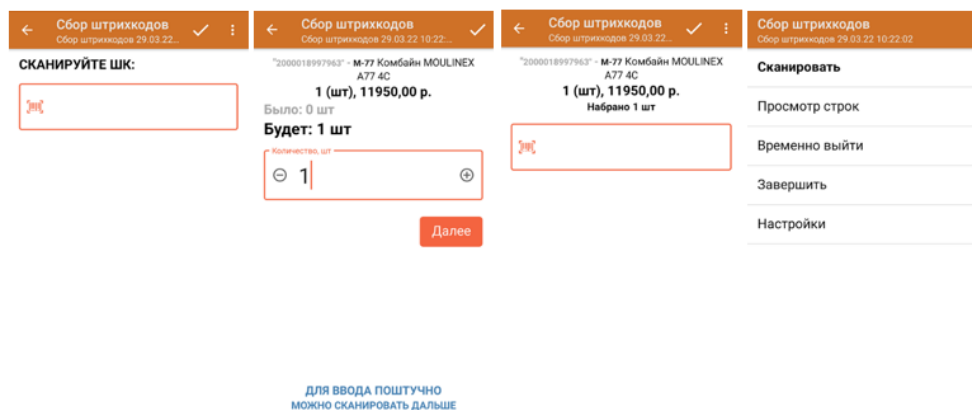 Сбор штрихкодов
Сбор штрихкодов 29.03.22...
СКАНИРУЙТЕ ШК:
Сбор штрихкодов
Сбор штрихкодов 29.03.22 10:22:...
"2000018997963" - М-77 Комбайн MOULINEX
A77 4C
1 (шт), 11950,00 р.
Было: 0 шт
Будет: 1 шт
Количество, шт
1
Далее
ДЛЯ ВВОДА ПОШТУЧНО
МОЖНО СКАНИРОВАТЬ ДАЛЬШЕ
Сбор штрихкодов
Сбор штрихкодов 29.03.22...
"2000018997963" - М-77 Комбайн MOULINEX
A77 4C
1 (шт), 11950,00 р.
Набрано 1 шт
Сбор штрихкодов
Сбор штрихкодов 29.03.22 10:22:02
Сканировать
Просмотр строк
Временно выйти
Завершить
Настройки